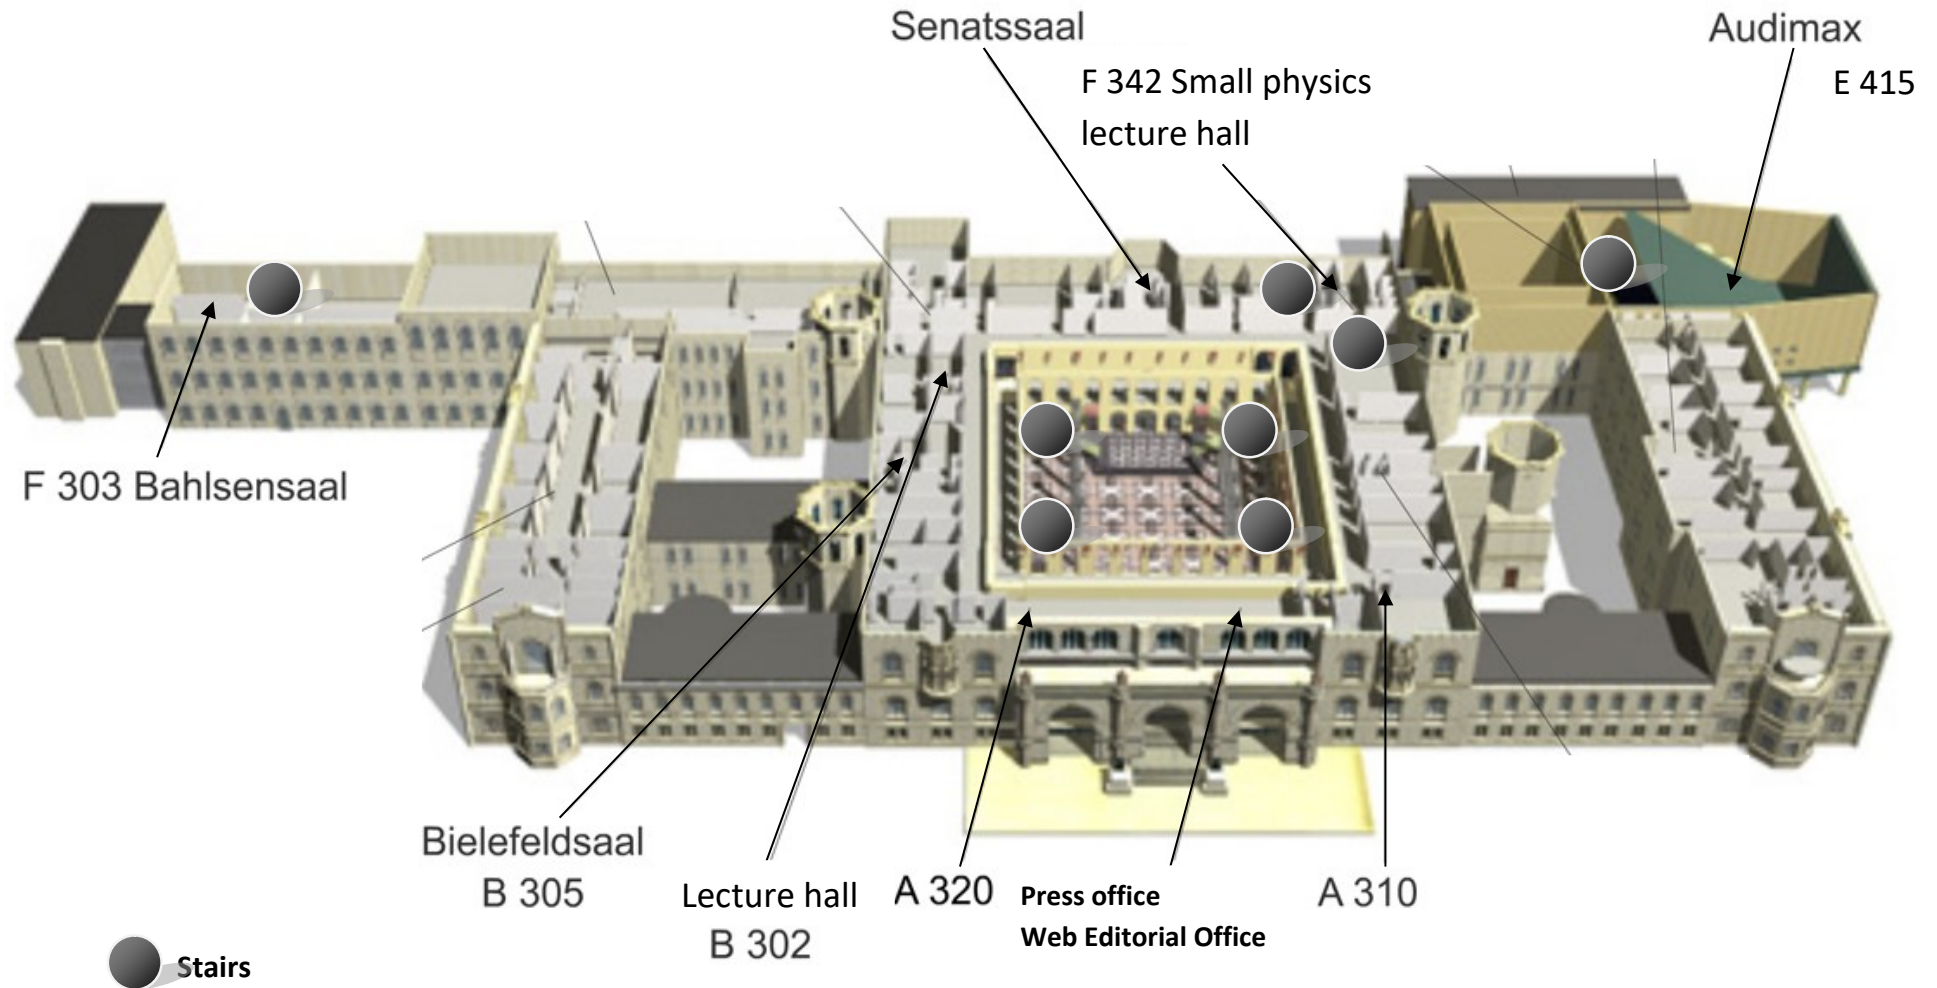 Senatssaal
Audimax
F 342 Small physics
lecture hall
E 415
F 303 Bahlsensaal
Bielefeldsaal
B 305
Lecture hall
B 302
A 320
Press office
Web Editorial Office
A 310
Stairs